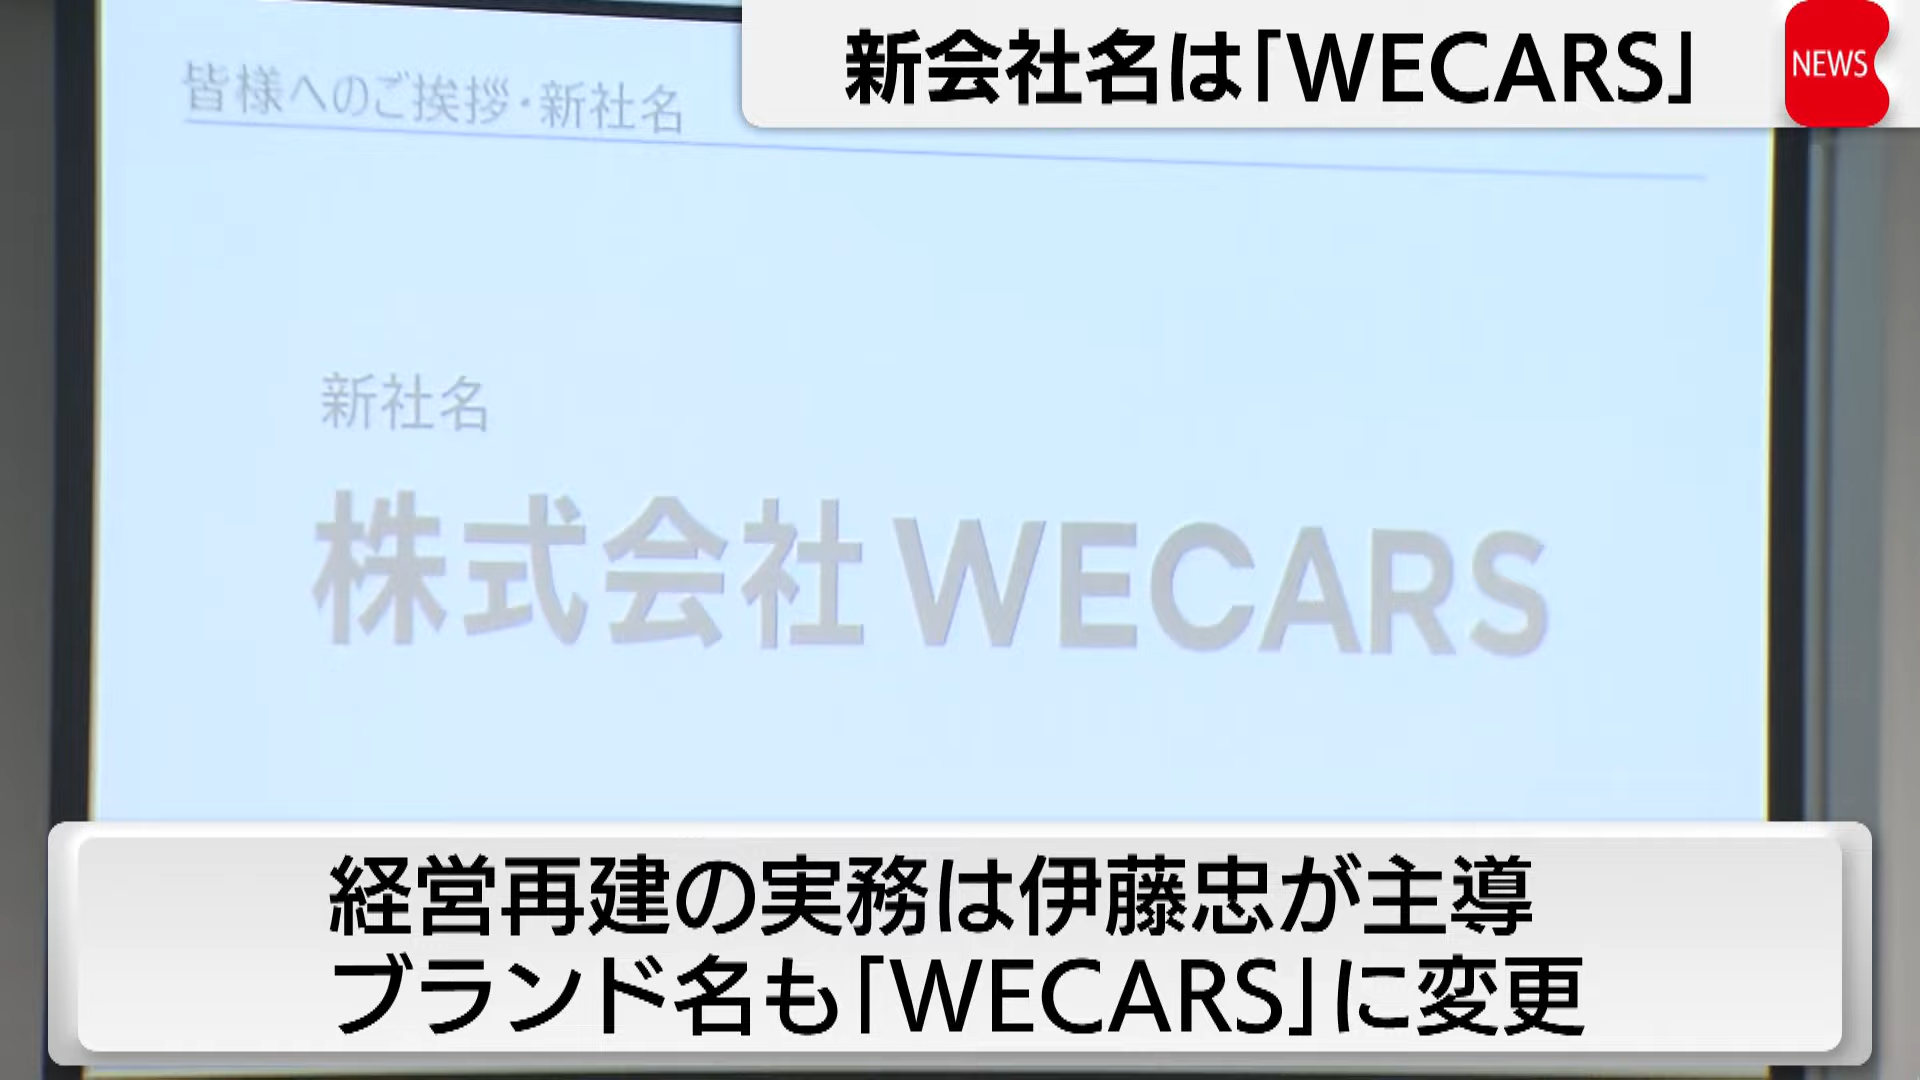 新会社名は「WECARS」
NEWS
皆様へのご挨拶・新社名
新社名
株式会社 WECARS
経営再建の実務は伊藤忠が主導
ブランド名も「WECARS」に変更